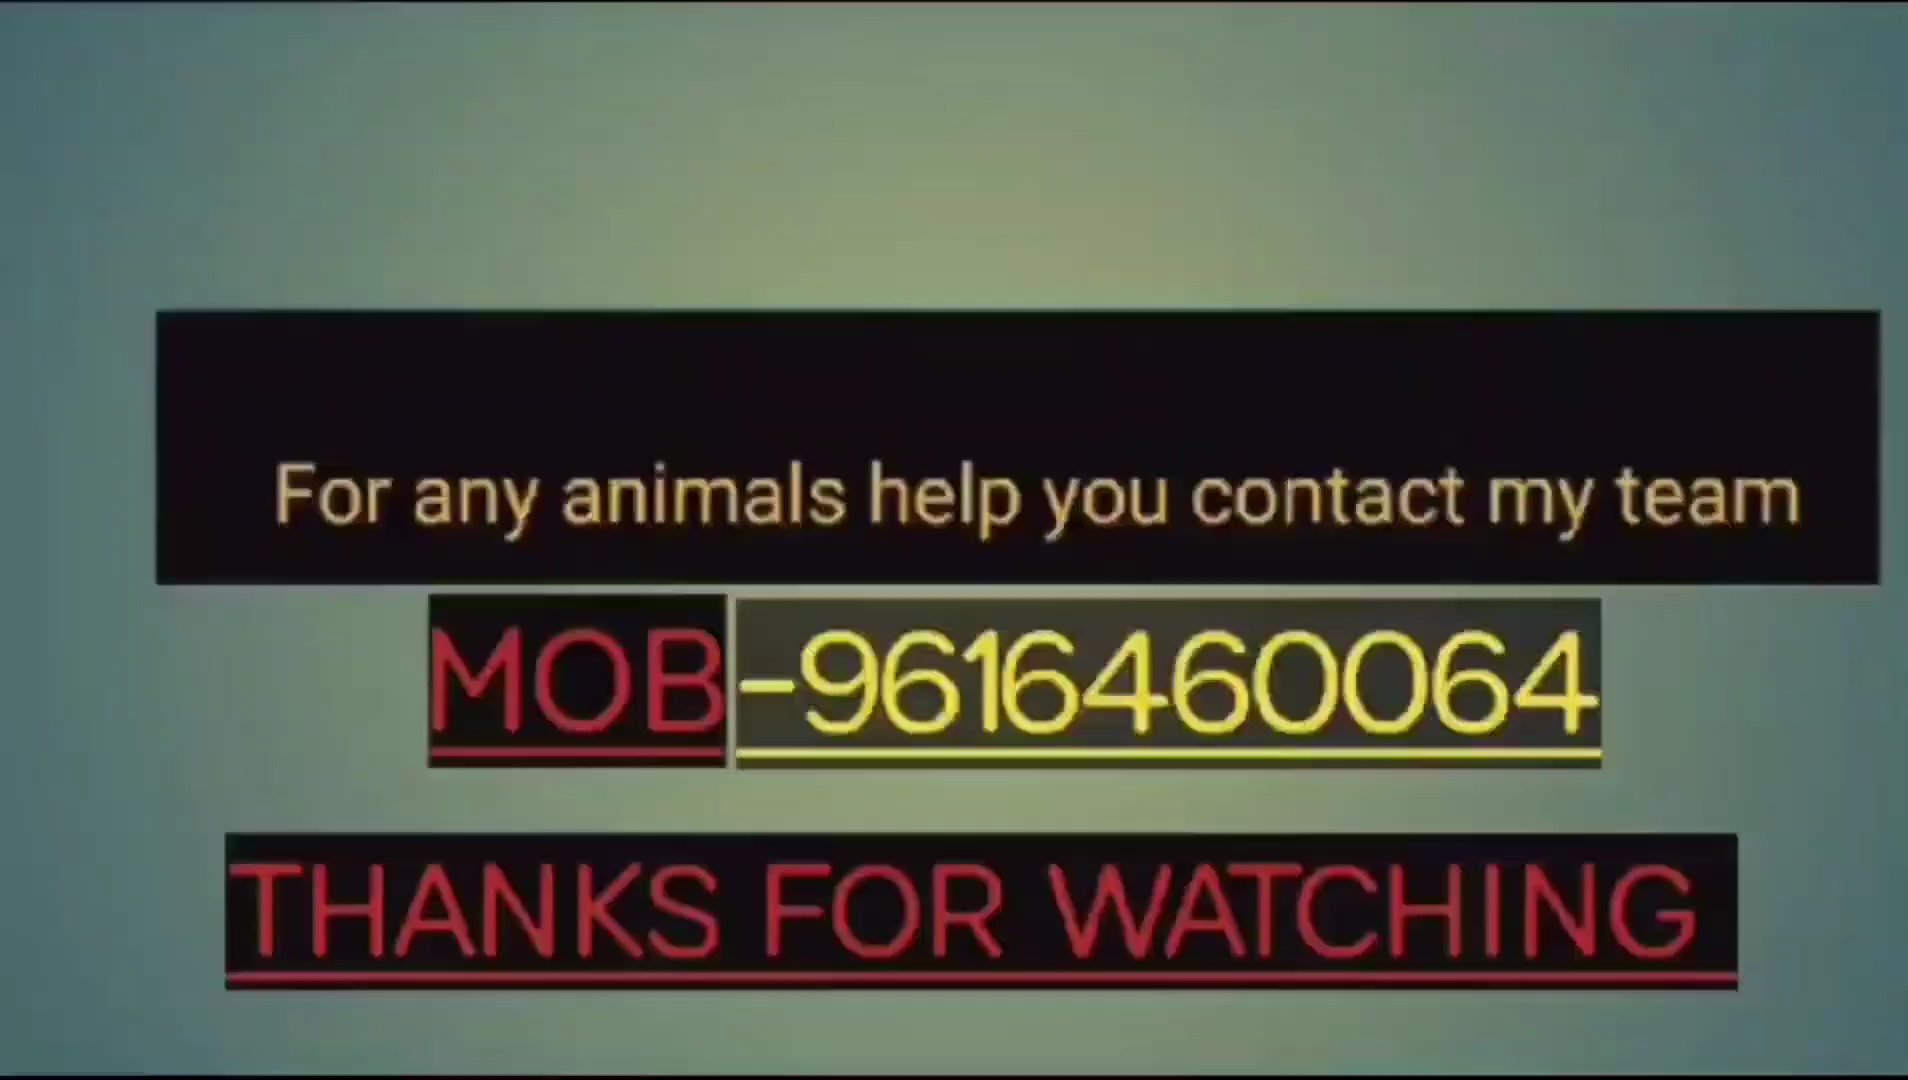 For any animals help you contact my team
MOB-9616460064
THANKS FOR WATCHING